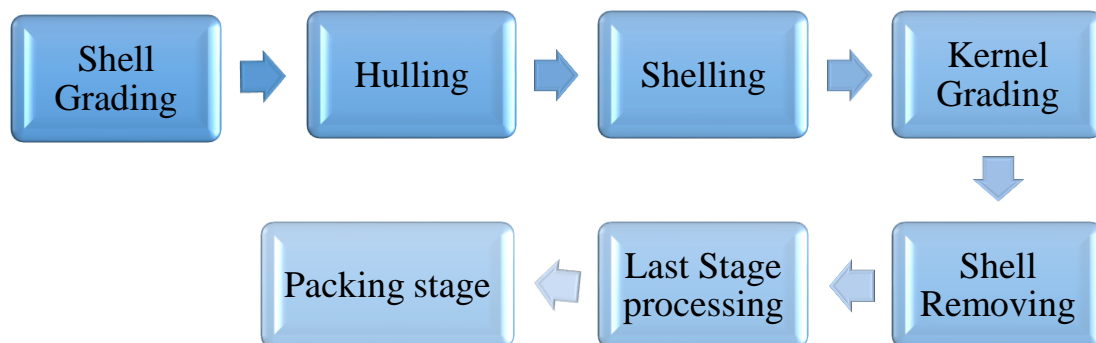 Shell
Grading
Hulling
Shelling
Kernel
Grading
Shell
Removing
Last Stage
processing
Packing stage